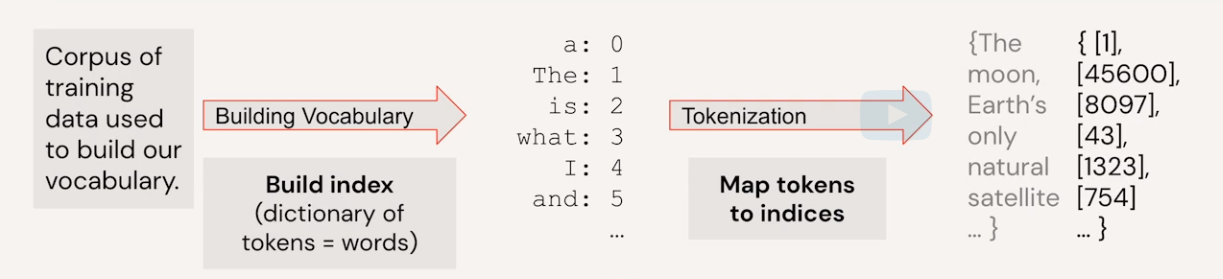 Corpus of
training
data used
to build our
vocabulary.
Building Vocabulary
Build index
(dictionary of
tokens = words)
a: 0
The: 1
is: 2
what: 3
I: 4
and: 5
...
Tokenization
Map tokens
to indices
{The { [1],
moon, [45600],
Earth's [8097],
only [43],
natural [1323],
satellite [754]
... } ... }